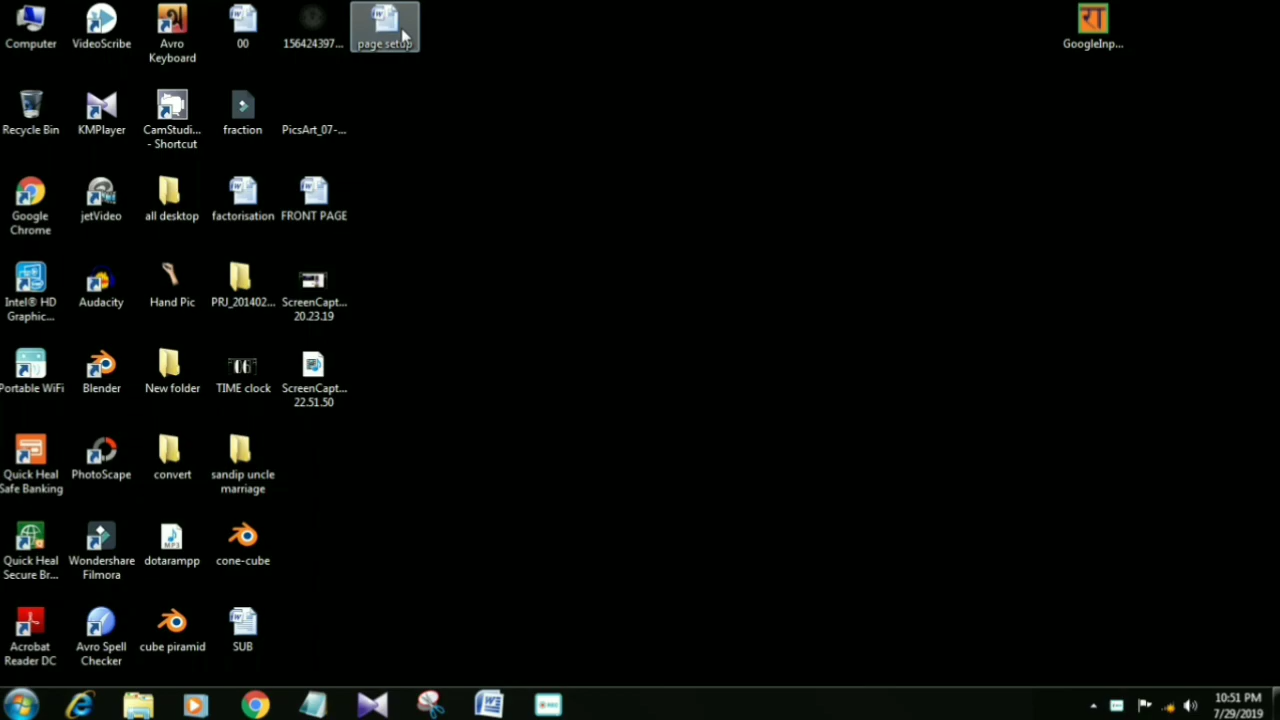 Computer
VideoScribe
Avro
Keyboard
00
156424397...
page setup
GoogleInp...
रा
Recycle Bin
KMPlayer
CamStudi...
- Shortcut
fraction
PicsArt_07-...
Google
Chrome
jetVideo
all desktop
factorisation
FRONT PAGE
Intel® HD
Graphic...
Audacity
Hand Pic
PRJ_201402...
ScreenCapt...
20.23.19
Portable WiFi
Blender
New folder
06
TIME clock
ScreenCapt...
22.51.50
Quick Heal
Safe Banking
PhotoScape
convert
sandip uncle
marriage
Quick Heal
Secure Br...
Wondershare
Filmora
MP3
dotarampp
cone-cube
Acrobat
Reader DC
Avro Spell
Checker
cube piramid
SUB
10:51 PM
7/29/2019